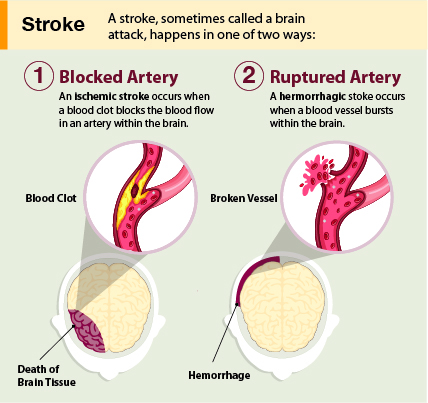 Stroke
A stroke, sometimes called a brain
attack, happens in one of two ways:
1 Blocked Artery
An ischemic stroke occurs when
a blood clot blocks the blood flow
in an artery within the brain.
2 Ruptured Artery
A hemorrhagic stoke occurs
when a blood vessel bursts
within the brain.
Blood Clot
Broken Vessel
Death of
Brain Tissue
Hemorrhage